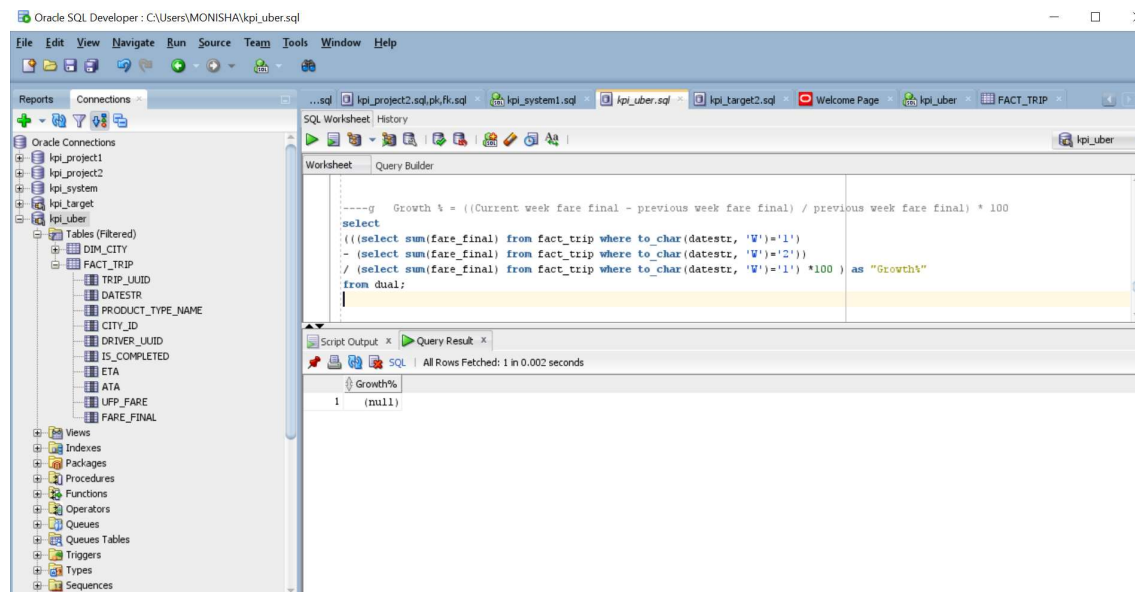 Oracle SQL Developer : C:\Users\MONISHA\kpi_uber.sql
File Edit View Navigate Run Source Team Tools Window Help
Reports Connections
...sql kpi_project2.sql,pk,fk.sql kpi_system1.sql kpi_uber.sql kpi_target2.sql Welcome Page kpi_uber FACT_TRIP
SQL Worksheet History
kpi_uber
Worksheet Query Builder
Oracle Connections
kpi_project1
kpi_project2
kpi_system
kpi_target
kpi_uber
Tables (Filtered)
DIM_CITY
FACT_TRIP
TRIP_UUID
DATESTR
PRODUCT_TYPE_NAME
CITY_ID
DRIVER_UUID
IS_COMPLETED
ETA
ATA
UFP_FARE
FARE_FINAL
Views
Indexes
Packages
Procedures
Functions
Operators
Queues
Queues Tables
Triggers
Types
Sequences
----g Growth % = ((Current week fare final - previous week fare final) / previous week fare final) * 100
select
(((select sum(fare_final) from fact_trip where to_char(datestr, 'W')='1')
- (select sum(fare_final) from fact_trip where to_char(datestr, 'W')='2'))
/ (select sum(fare_final) from fact_trip where to_char(datestr, 'W')='1') *100 ) as "Growth%"
from dual;
Script Output x Query Result x
SQL | All Rows Fetched: 1 in 0.002 seconds
Growth%
1 (null)